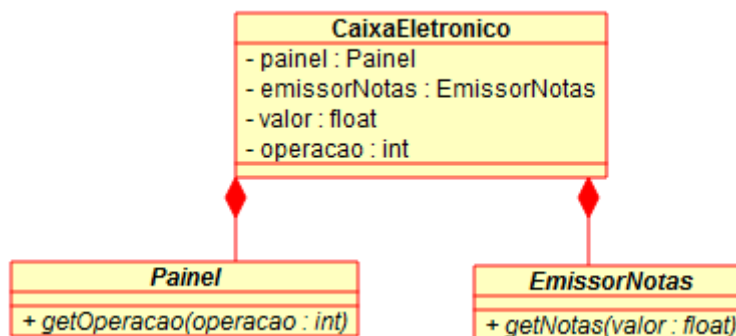 CaixaEletronico
- painel : Painel
- emissorNotas : EmissorNotas
- valor : float
- operacao : int
Painel
+ getOperacao(operacao : int)
EmissorNotas
+ getNotas(valor : float)